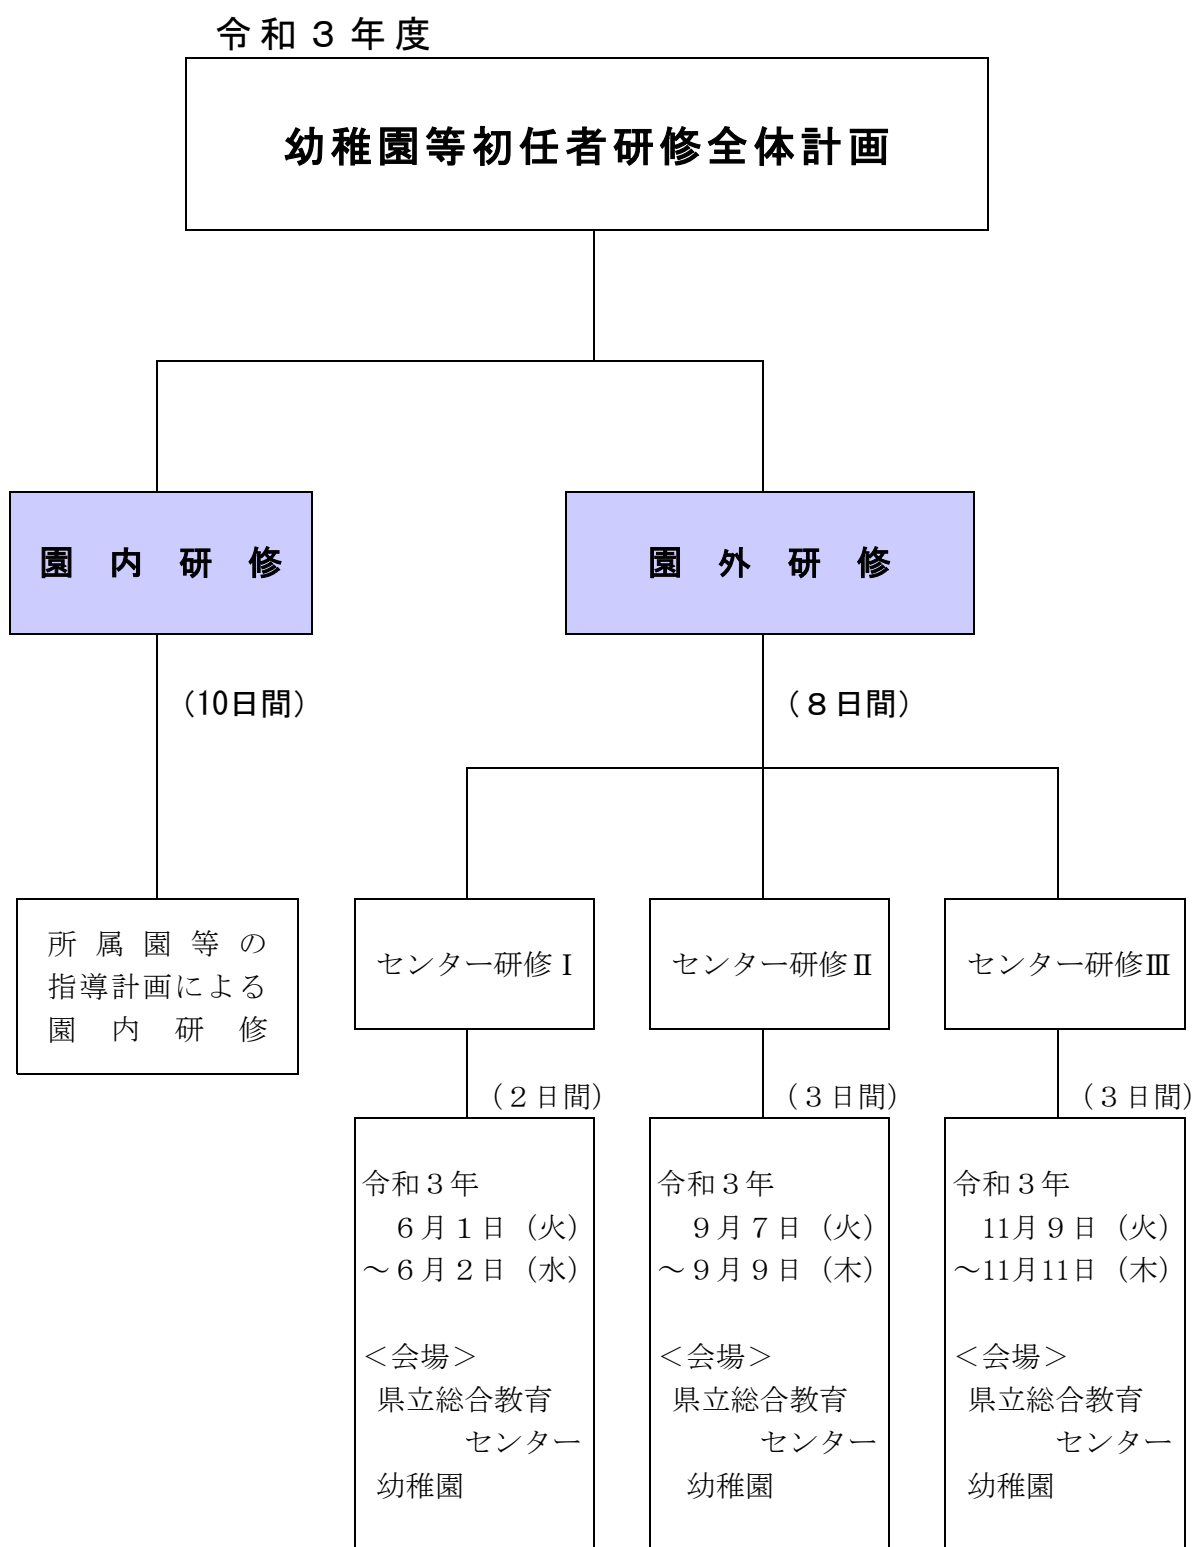 令和３年度
幼稚園等初任者研修全体計画
園内研修
園外研修
（10日間）
（８日間）
所属園等の
指導計画による
園内研修
センター研修Ⅰ
センター研修Ⅱ
センター研修Ⅲ
（２日間）
（３日間）
（３日間）
令和３年
６月１日（火）
～６月２日（水）
＜会場＞
県立総合教育
センター
幼稚園
令和３年
９月７日（火）
～９月９日（木）
＜会場＞
県立総合教育
センター
幼稚園
令和３年
11月９日（火）
～11月11日（木）
＜会場＞
県立総合教育
センター
幼稚園